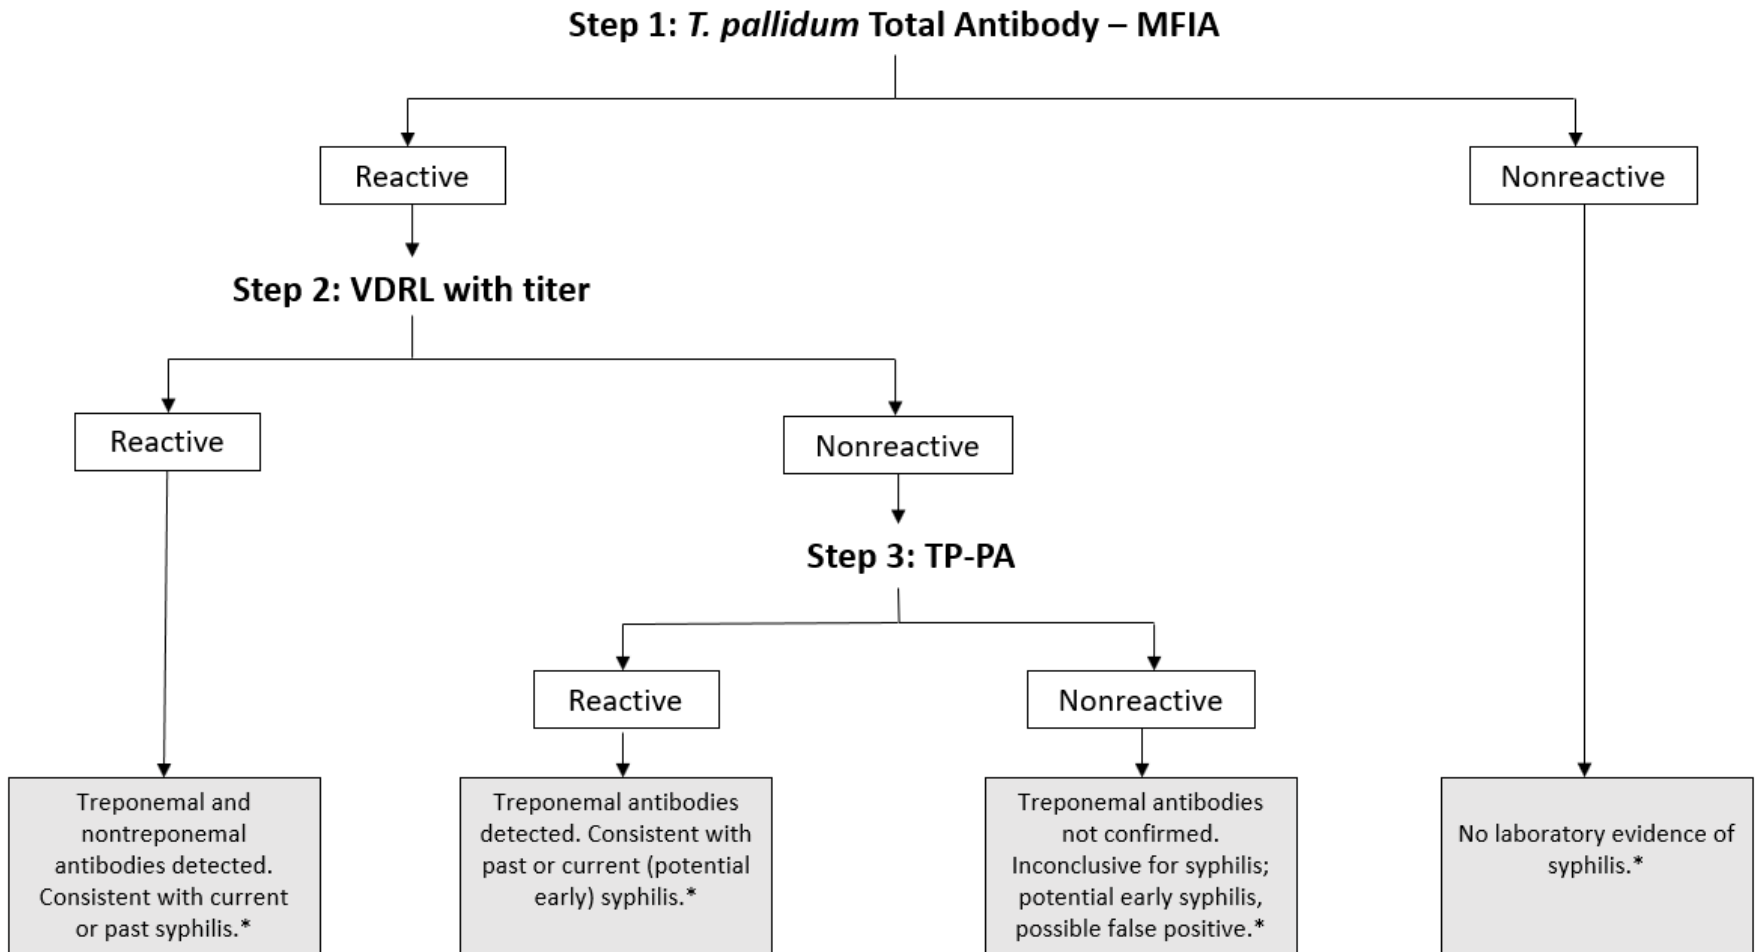 Step 1: T. pallidum Total Antibody – MFIA
Reactive
Nonreactive
Step 2: VDRL with titer
Reactive
Nonreactive
Step 3: TP-PA
Reactive
Nonreactive
Treponemal and
nontreponemal
antibodies detected.
Consistent with current
or past syphilis.*
Treponemal antibodies
detected. Consistent with
past or current (potential
early) syphilis.*
Treponemal antibodies
not confirmed.
Inconclusive for syphilis;
potential early syphilis,
possible false positive.*
No laboratory evidence of
syphilis.*